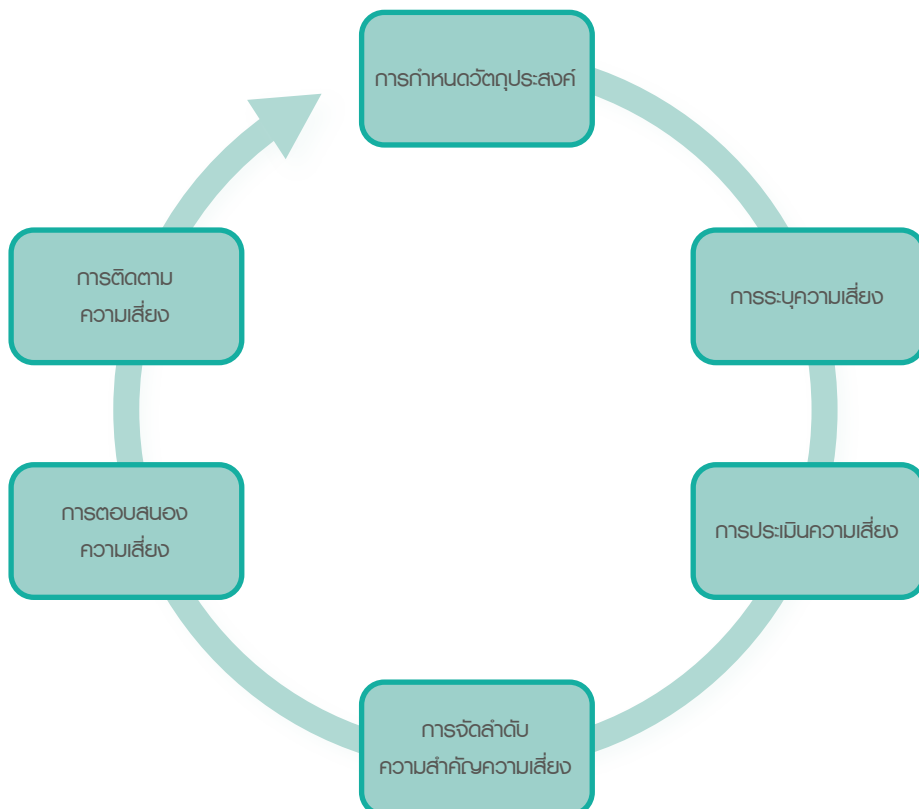 การกำหนดวัตถุประสงค์
การระบุความเสี่ยง
การประเมินความเสี่ยง
การจัดลำดับ
ความสำคัญความเสี่ยง
การตอบสนอง
ความเสี่ยง
การติดตาม
ความเสี่ยง